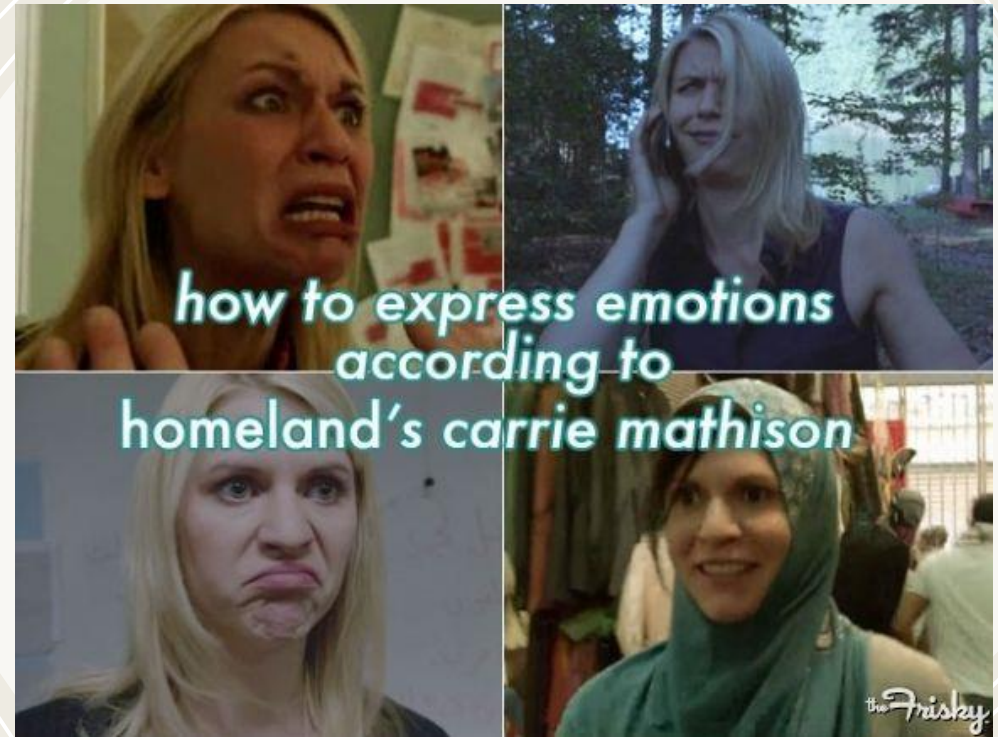 how to express emotions
according to
homeland's carrie mathison
the Frisky.